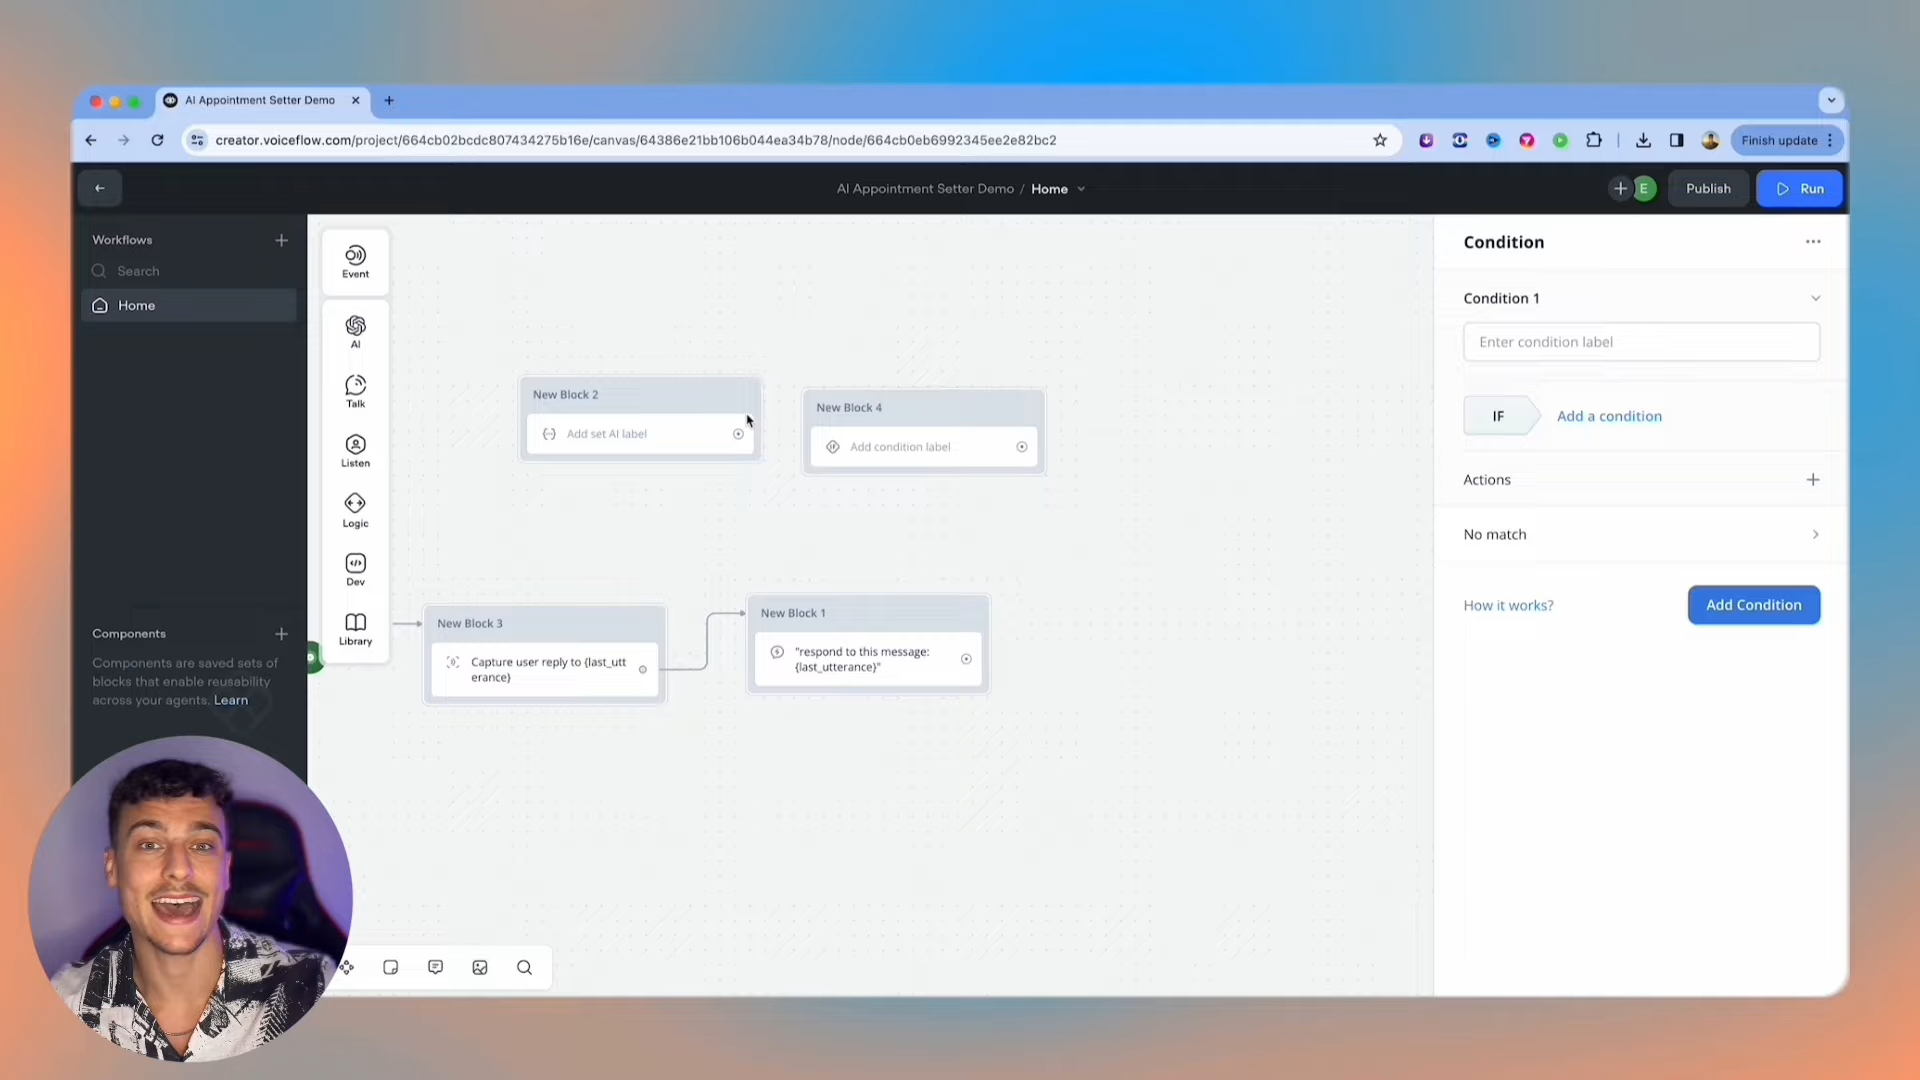 AI Appointment Setter Demo
creator.voiceflow.com/project/664cb02bcdc807434275b16e/canvas/64386e21bb106b044ea34b78/node/664cb0eb6992345ee2e82bc2
Finish update
AI Appointment Setter Demo / Home
E
Publish
Run
Workflows
Search
Home
Event
AI
Talk
Listen
Logic
Dev
Library
New Block 2
Add set AI label
New Block 4
Add condition label
New Block 3
Capture user reply to {last_utt
erance}
New Block 1
"respond to this message:
{last_utterance}"
Components
Components are saved sets of
blocks that enable reusability
across your agents. Learn
Condition
Condition 1
Enter condition label
IF
Add a condition
Actions
No match
How it works?
Add Condition